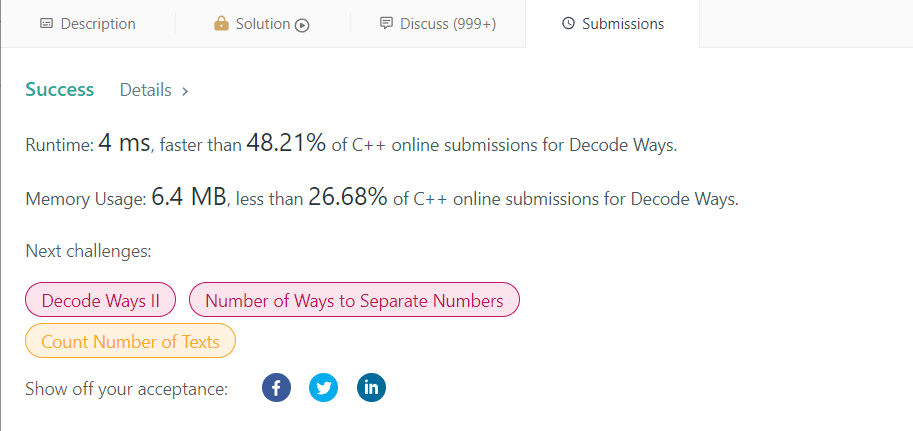 Description Solution Discuss (999+) Submissions
Success Details >
Runtime: 4 ms, faster than 48.21% of C++ online submissions for Decode Ways.
Memory Usage: 6.4 MB, less than 26.68% of C++ online submissions for Decode Ways.
Next challenges:
Decode Ways II Number of Ways to Separate Numbers
Count Number of Texts
Show off your acceptance: f in